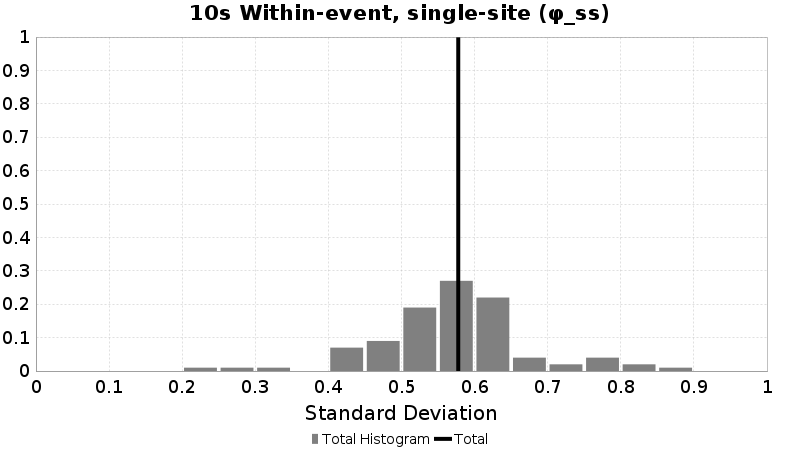 10s Within-event, single-site (φ_ss)
1
0.9
0.8
0.7
0.6
0.5
0.4
0.3
0.2
0.1
0
0 0.1 0.2 0.3 0.4 0.5 0.6 0.7 0.8 0.9 1
Standard Deviation
Total Histogram Total